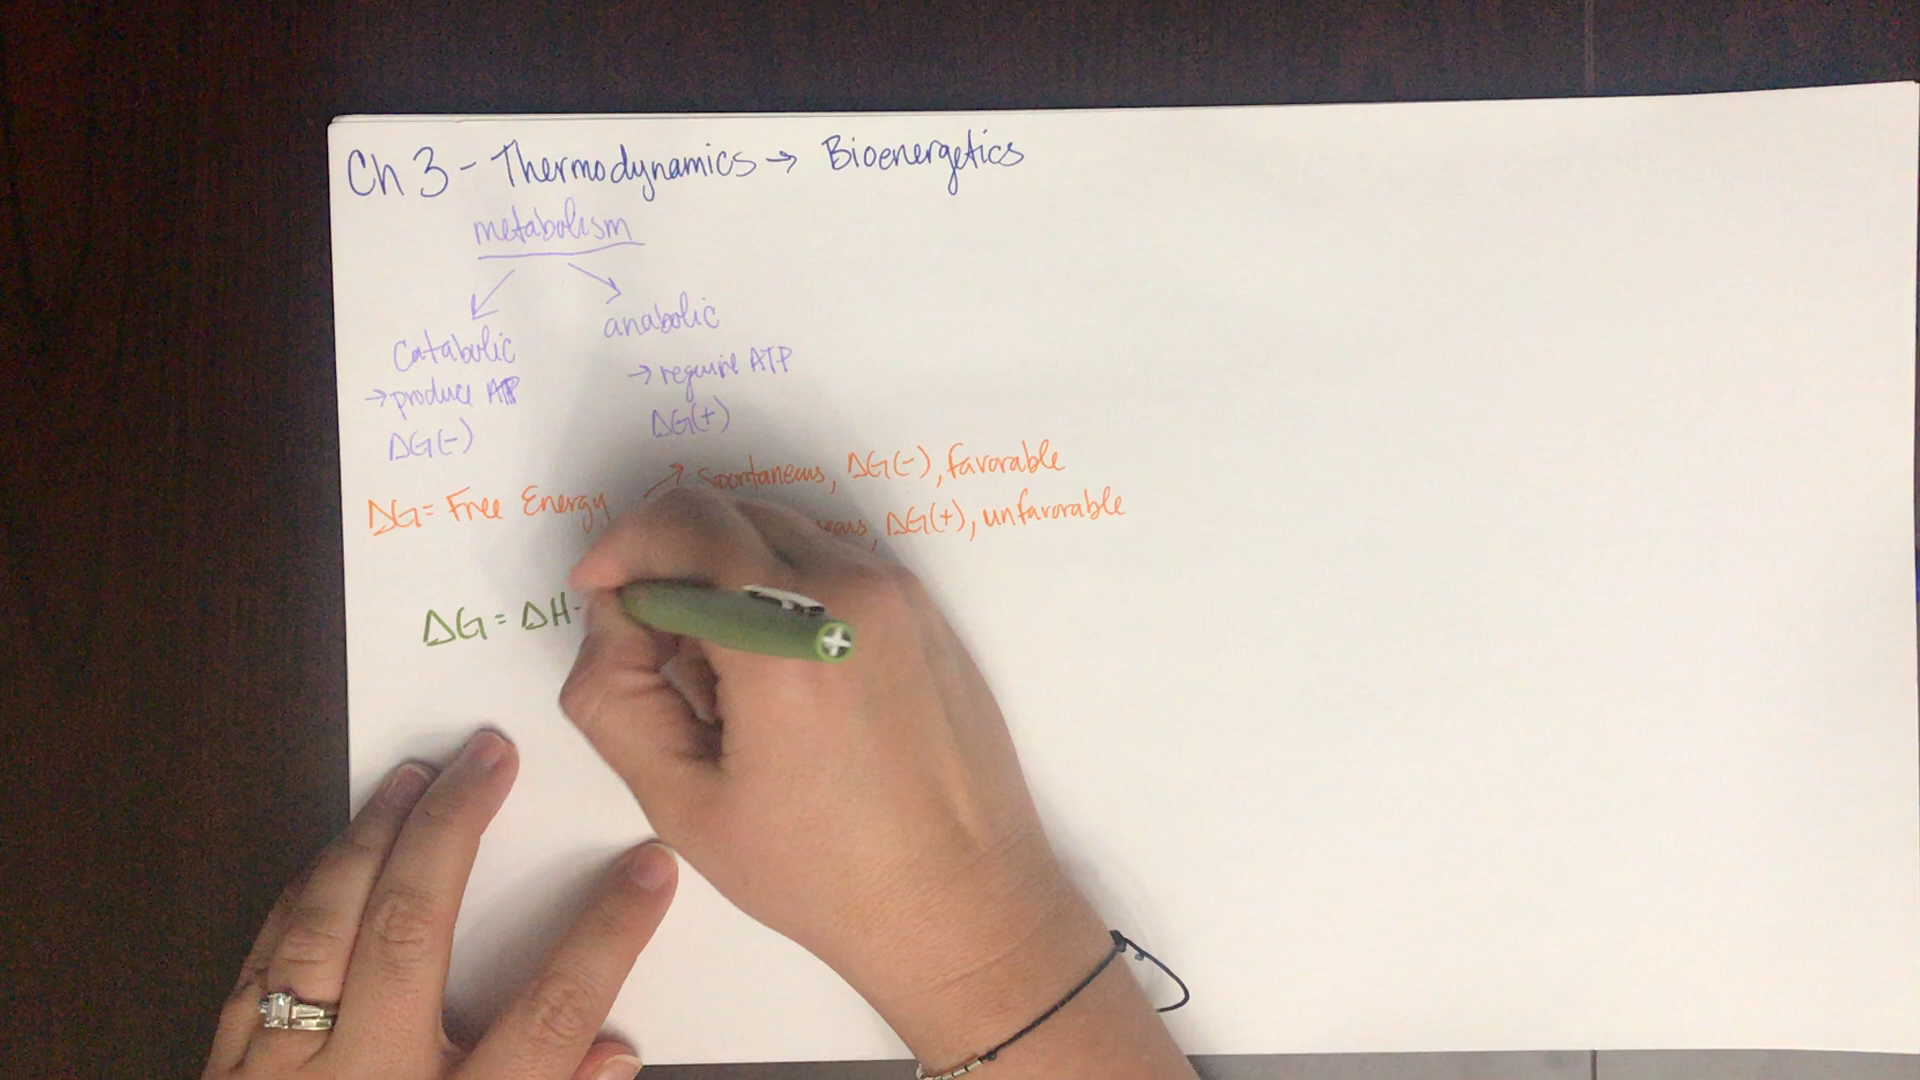 Ch 3 - Thermodynamics → Bioenergetics
metabolism
Catabolic
→ produce ATP
ΔG(-)
anabolic
→ require ATP
ΔG(+)
ΔG = Free Energy
Spontaneous, ΔG(-), favorable
ΔG(+), unfavorable
ΔG = ΔH -